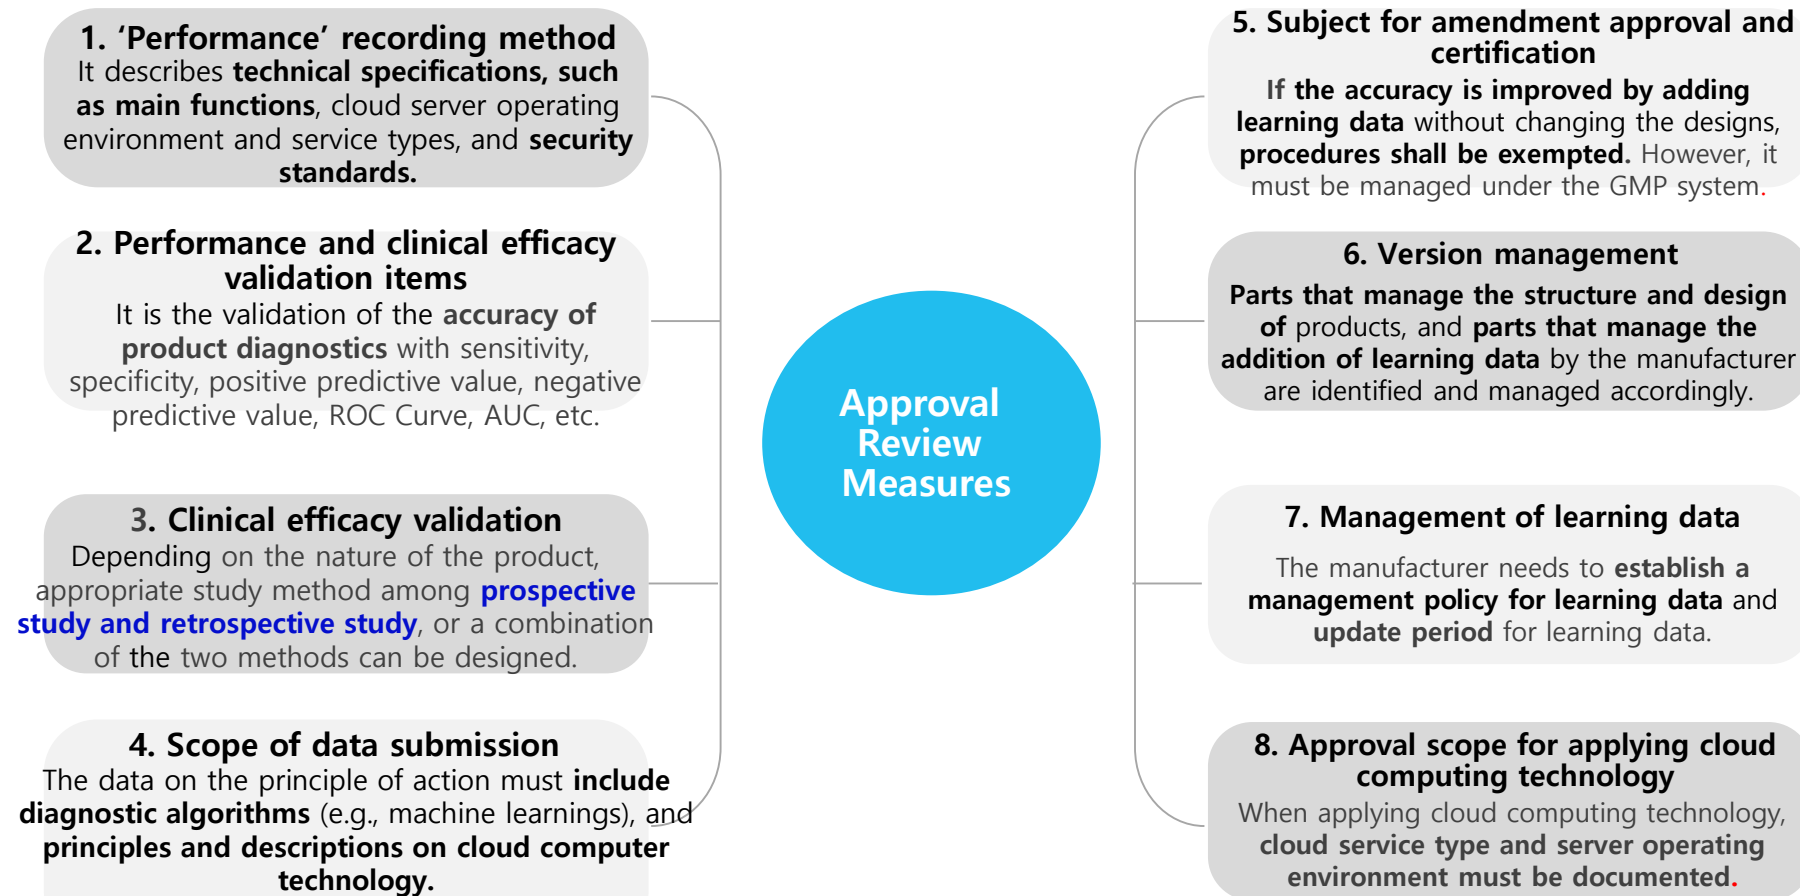 1. ‘Performance’ recording method
It describes technical specifications, such
as main functions, cloud server operating
environment and service types, and security
standards.
2. Performance and clinical efficacy
validation items
It is the validation of the accuracy of
product diagnostics with sensitivity,
specificity, positive predictive value, negative
predictive value, ROC Curve, AUC, etc.
3. Clinical efficacy validation
Depending on the nature of the product,
appropriate study method among prospective
study and retrospective study, or a combination
of the two methods can be designed.
4. Scope of data submission
The data on the principle of action must include
diagnostic algorithms (e.g., machine learnings), and
principles and descriptions on cloud computer
technology.
Approval
Review
Measures
5. Subject for amendment approval and
certification
If the accuracy is improved by adding
learning data without changing the designs,
procedures shall be exempted. However, it
must be managed under the GMP system.
6. Version management
Parts that manage the structure and design
of products, and parts that manage the
addition of learning data by the manufacturer
are identified and managed accordingly.
7. Management of learning data
The manufacturer needs to establish a
management policy for learning data and
update period for learning data.
8. Approval scope for applying cloud
computing technology
When applying cloud computing technology,
cloud service type and server operating
environment must be documented.